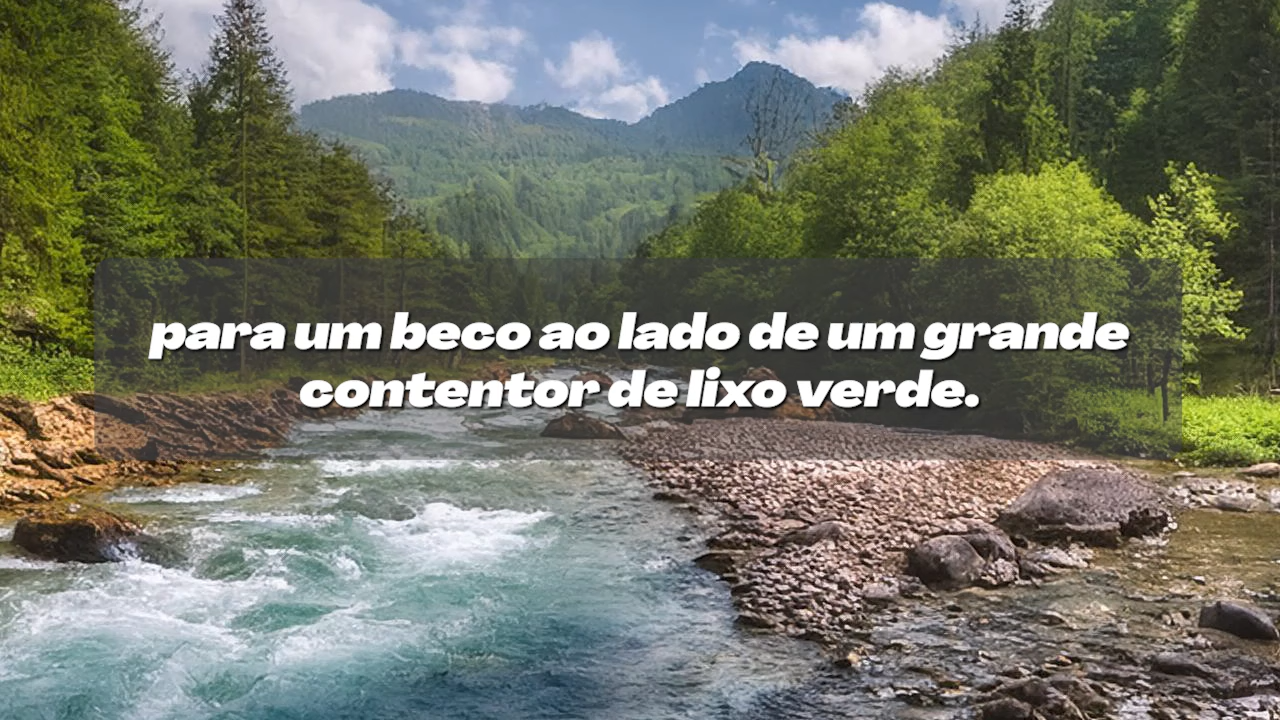 para um beco ao lado de um grande
contentor de lixo verde.